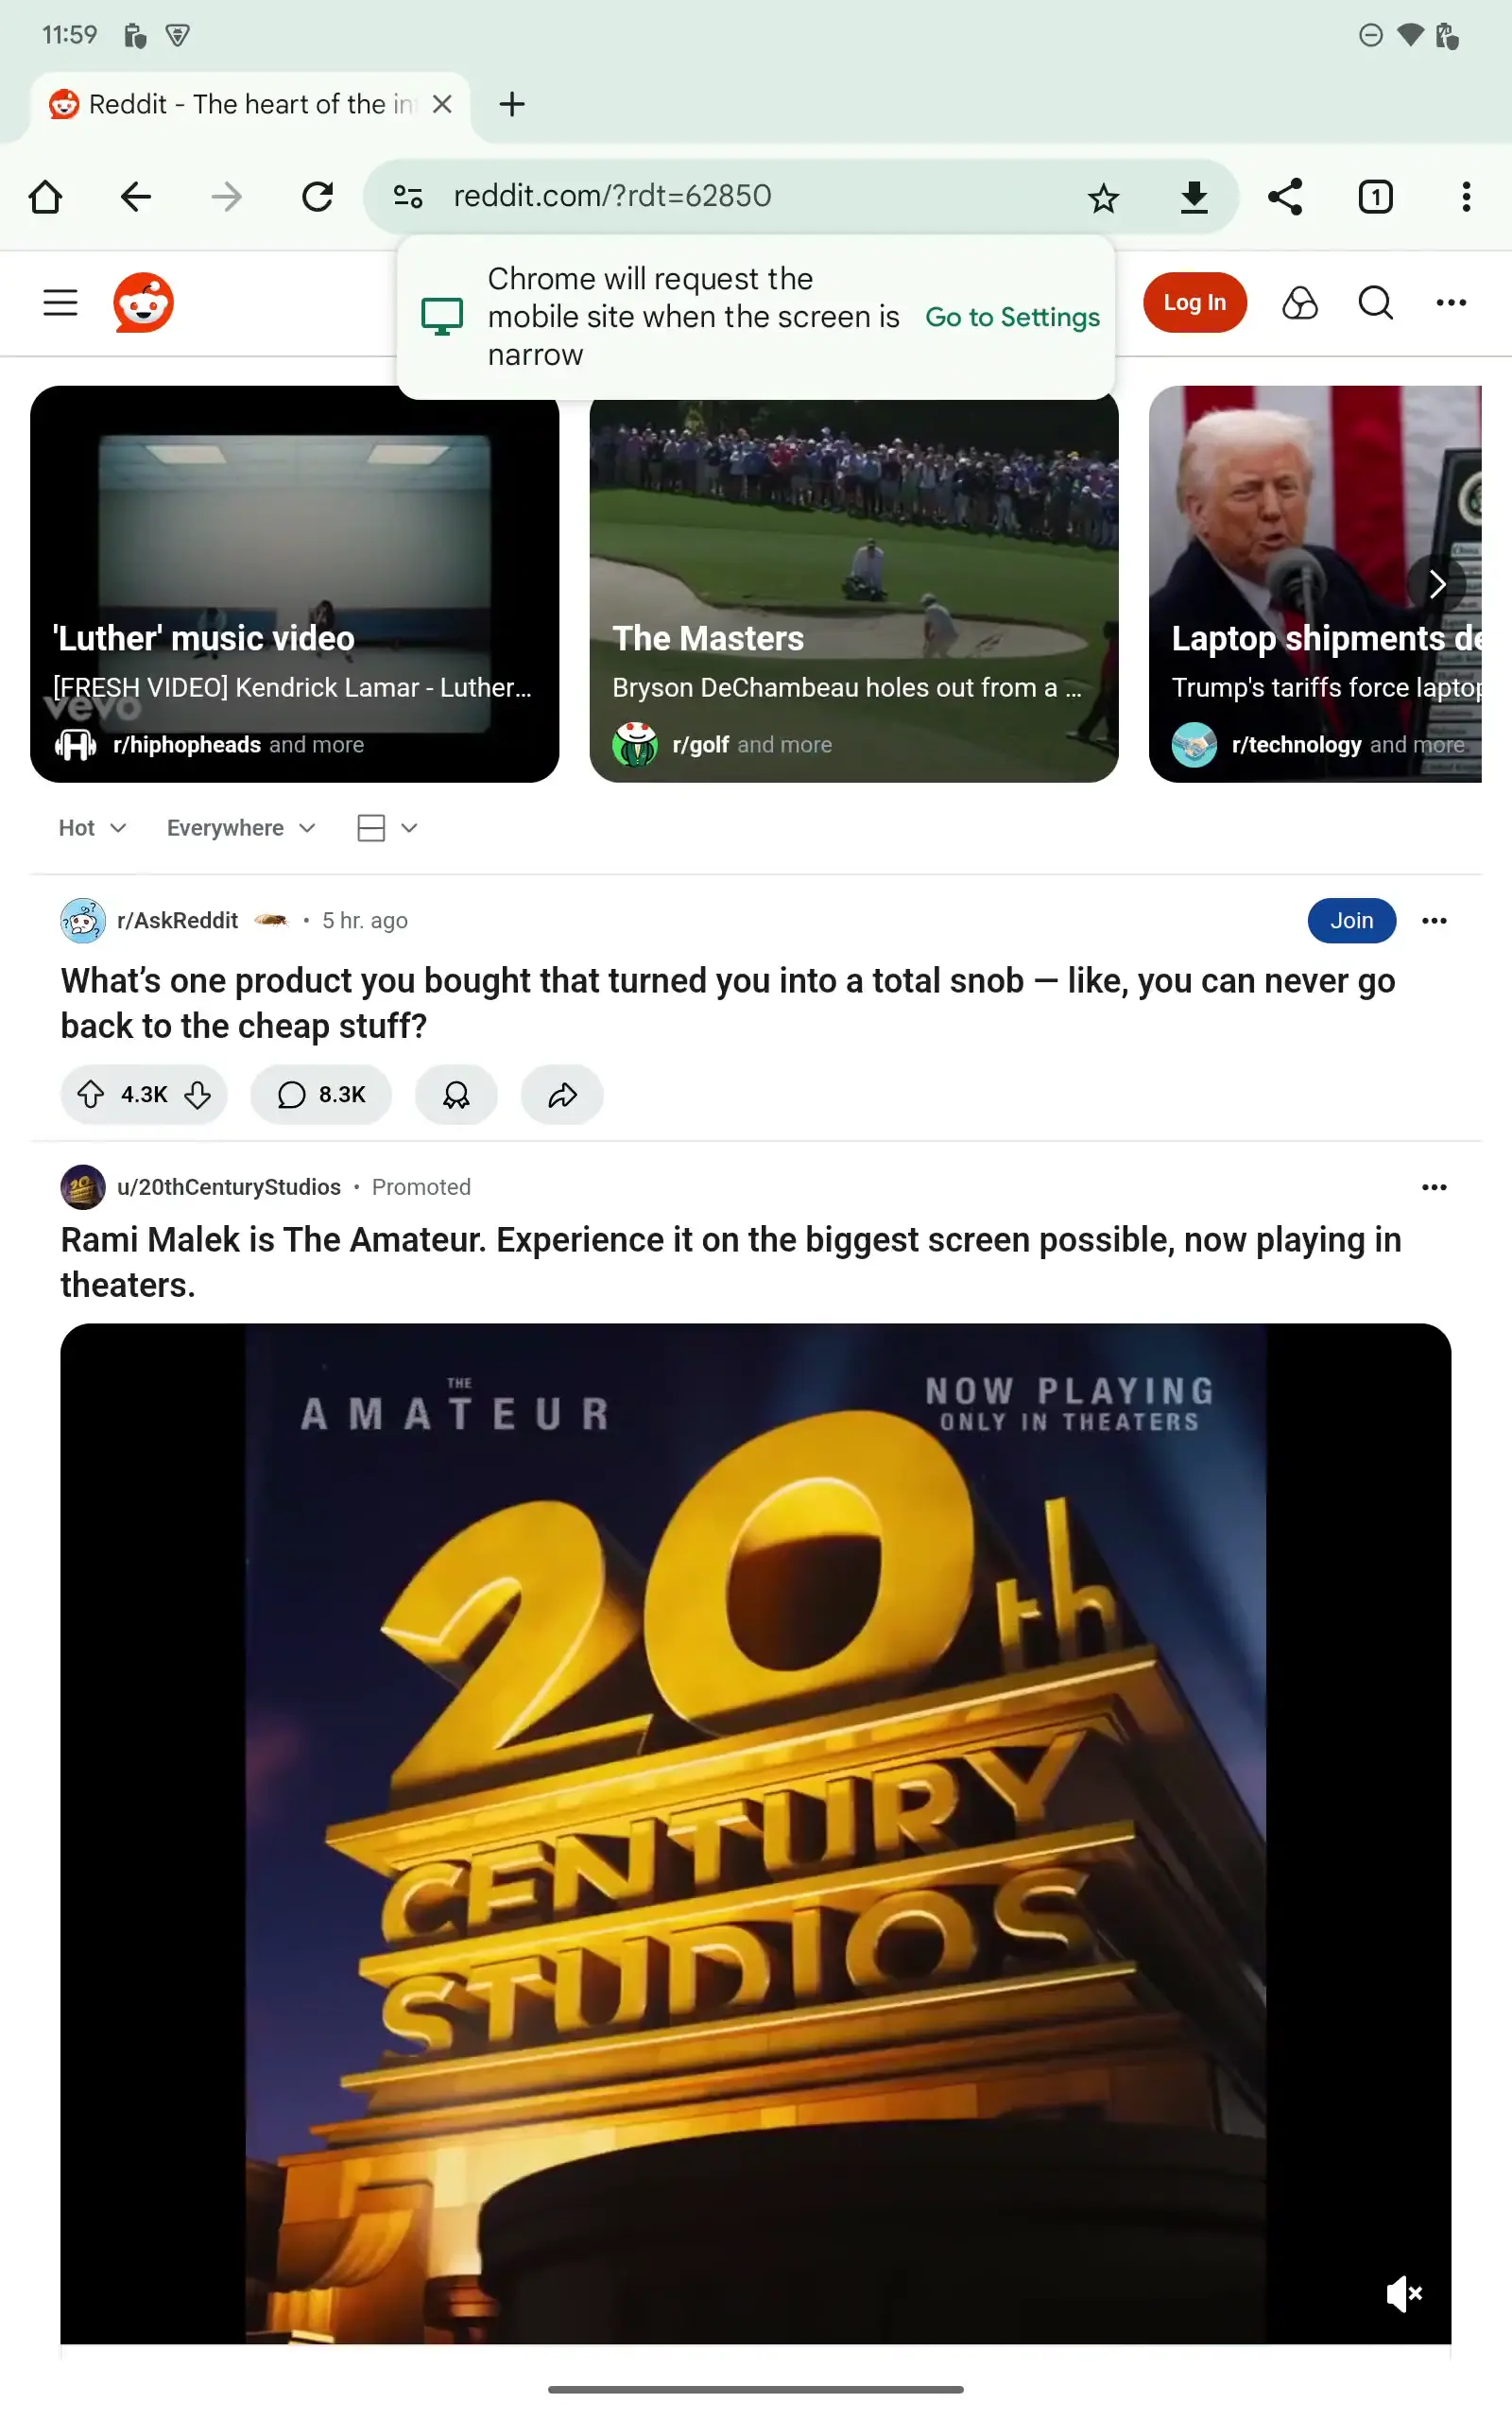 11:59
Reddit - The heart of the in
reddit.com/?rdt=62850
1
Chrome will request the
mobile site when the screen is
narrow
Go to Settings
Log In
'Luther' music video
[FRESH VIDEO] Kendrick Lamar - Luther...
vevo
r/hiphopheads and more
The Masters
Bryson DeChambeau holes out from a ...
r/golf and more
Laptop shipments de
Trump's tariffs force laptop
r/technology and more
Hot
Everywhere
r/AskReddit • 5 hr. ago
Join
What’s one product you bought that turned you into a total snob — like, you can never go
back to the cheap stuff?
4.3K
8.3K
u/20thCenturyStudios • Promoted
Rami Malek is The Amateur. Experience it on the biggest screen possible, now playing in
theaters.
THE
AMATEUR
NOW PLAYING
ONLY IN THEATERS
20th
CENTURY
STUDIOS